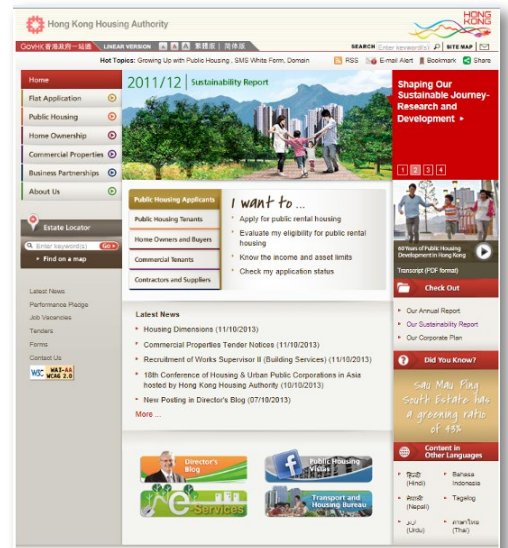 Hong Kong Housing Authority
HONG KONG
GOVHK 香港政府一站通
LINEAR VERSION A A A 繁體版 | 简体版
SEARCH Enter keyword(s) SITE MAP
Hot Topics: Growing Up with Public Housing , SMS White Form, Domain
RSS E-mail Alert Bookmark Share
Home
Flat Application
Public Housing
Home Ownership
Commercial Properties
Business Partnerships
About Us
Estate Locator
Enter keyword(s) GO
Find on a map
Latest News
Performance Pledge
Job Vacancies
Tenders
Forms
Contact Us
W3C WAI-AA
WCAG 2.0
2011/12 | Sustainability Report
Public Housing Applicants
Public Housing Tenants
Home Owners and Buyers
Commercial Tenants
Contractors and Suppliers
I want to ...
Apply for public rental housing
Evaluate my eligibility for public rental
housing
Know the income and asset limits
Check my application status
Latest News
Housing Dimensions (11/10/2013)
Commercial Properties Tender Notices (11/10/2013)
Recruitment of Works Supervisor II (Building Services) (11/10/2013)
18th Conference of Housing & Urban Public Corporations in Asia
hosted by Hong Kong Housing Authority (10/10/2013)
New Posting in Director's Blog (07/10/2013)
More ...
Director's
Blog
Public Housing
Vistas
e-Services
Transport and
Housing Bureau
Shaping Our
Sustainable Journey-
Research and
Development
1 2 3 4
60 Years of Public Housing
Development in Hong Kong
Transcript (PDF format)
Check Out
Our Annual Report
Our Sustainability Report
Our Corporate Plan
Did You Know?
Sau Mau Ping
South Estate has
a greening ratio
of 43%
Content in
Other Languages
हिन्दी
(Hindi)
Bahasa
Indonesia
नेपाली
(Nepali)
Tagalog
اردو
(Urdu)
ภาษาไทย
(Thai)